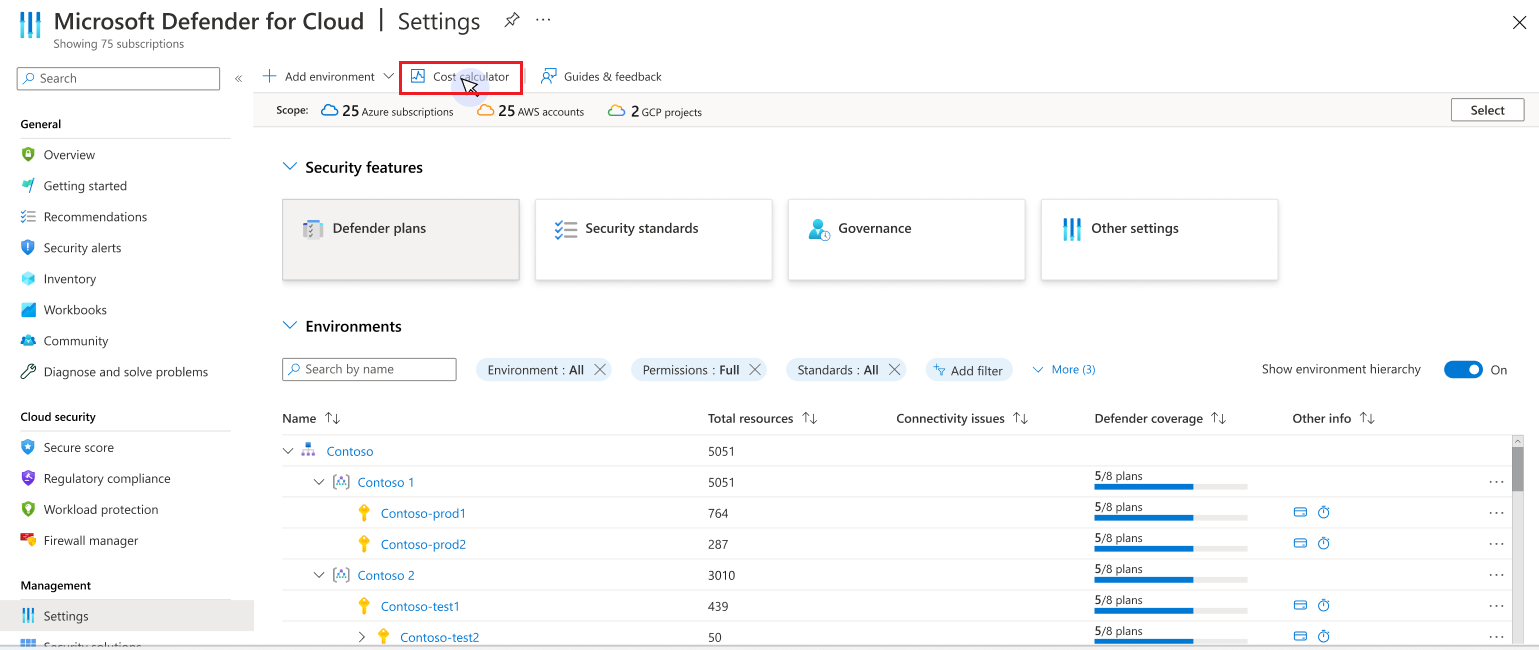 Microsoft Defender for Cloud | Settings
Showing 75 subscriptions
Search
Add environment
Cost calculator
Guides & feedback
Scope: 25 Azure subscriptions 25 AWS accounts 2 GCP projects
Select
General
Overview
Getting started
Recommendations
Security alerts
Inventory
Workbooks
Community
Diagnose and solve problems
Cloud security
Secure score
Regulatory compliance
Workload protection
Firewall manager
Management
Settings
Security solutions
Security features
Defender plans
Security standards
Governance
Other settings
Environments
Search by name
Environment : All
Permissions : Full
Standards : All
Add filter
More (3)
Show environment hierarchy
On
Name Total resources Connectivity issues Defender coverage Other info
Contoso 5051
Contoso 1 5051 5/8 plans
Contoso-prod1 764 5/8 plans
Contoso-prod2 287 5/8 plans
Contoso 2 3010 5/8 plans
Contoso-test1 439 5/8 plans
Contoso-test2 50 5/8 plans